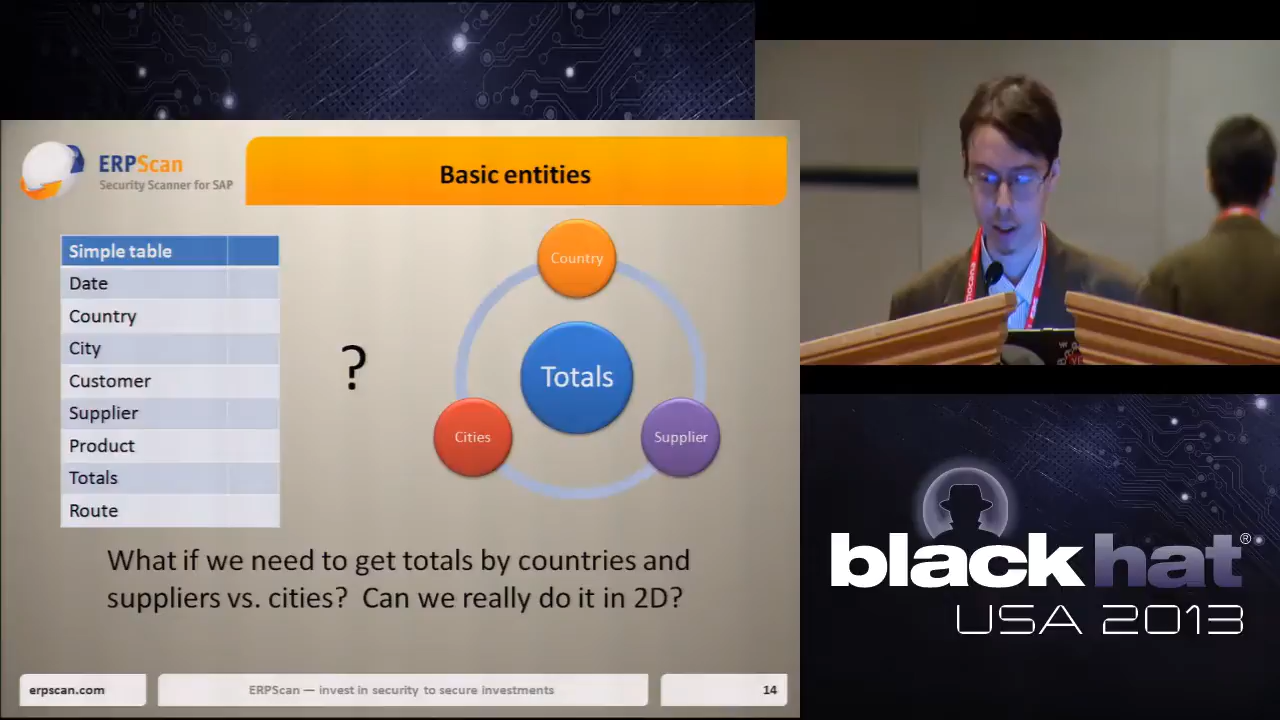 ERPScan
Security Scanner for SAP
Basic entities
Simple table
Date
Country
City
Customer
Supplier
Product
Totals
Route
?
Country
Totals
Cities
Supplier
What if we need to get totals by countries and
suppliers vs. cities? Can we really do it in 2D?
erpscan.com
ERPScan — invest in security to secure investments
14
mocana
black hat®
USA 2013